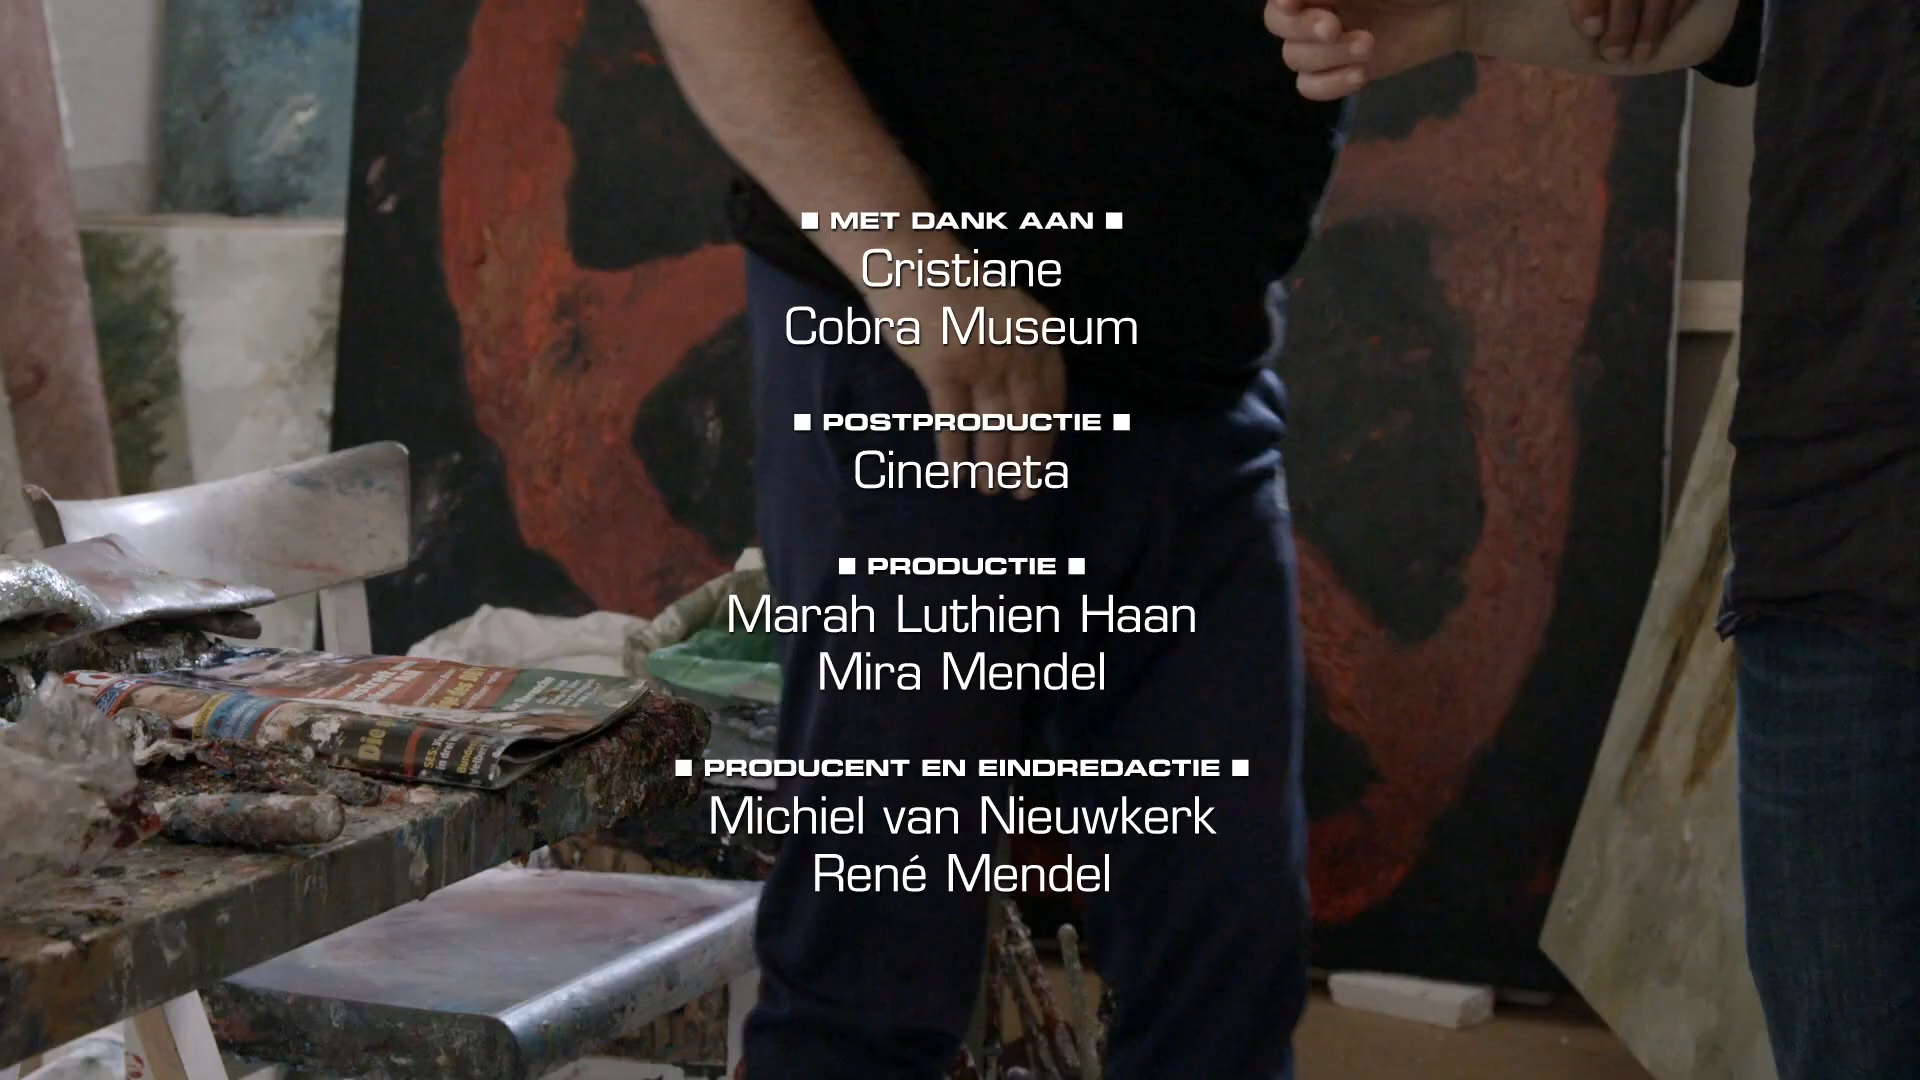 ■ MET DANK AAN ■
Cristiane
Cobra Museum
■ POSTPRODUCTIE ■
Cinemeta
■ PRODUCTIE ■
Marah Luthien Haan
Mira Mendel
■ PRODUCENT EN EINDREDACTIE ■
Michiel van Nieuwkerk
René Mendel
Die